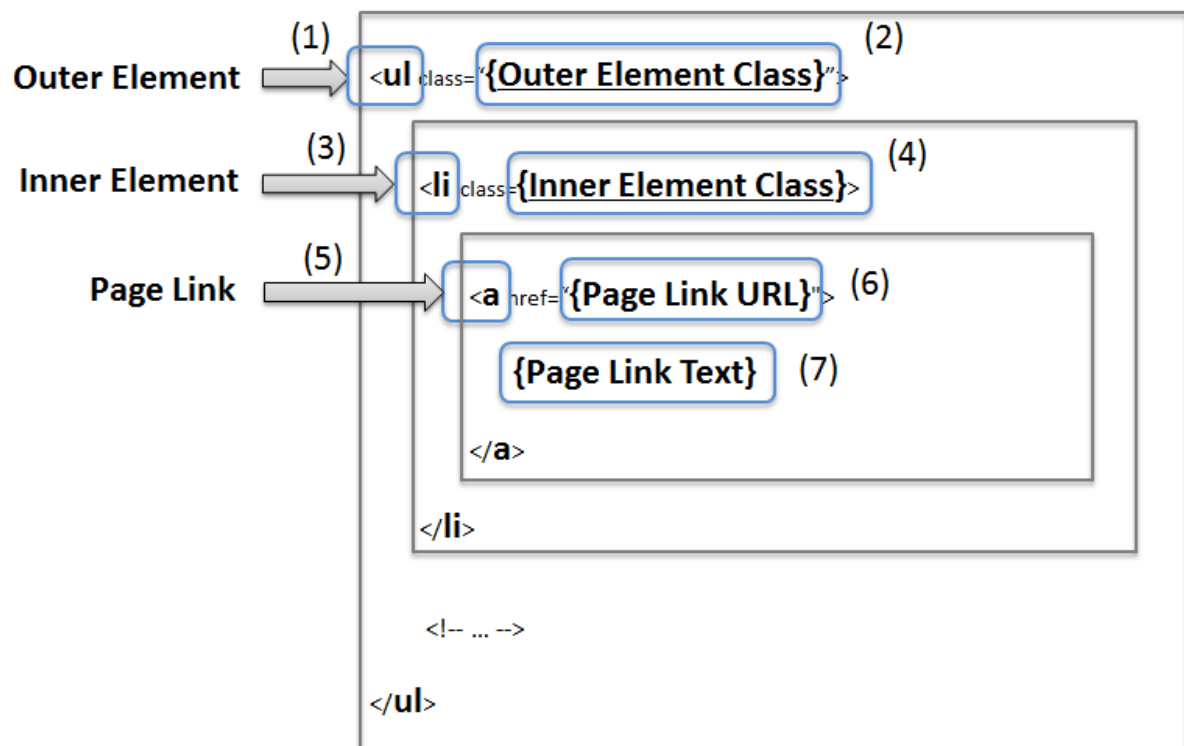 (1) (2)
Outer Element <ul class=“{Outer Element Class}”>
(3) (4)
Inner Element <li class={Inner Element Class}>
(5)
Page Link <a href=“{Page Link URL}"> (6)
{Page Link Text} (7)
</a>
</li>
<!-- ... -->
</ul>